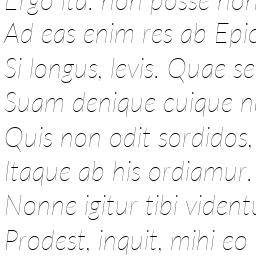 Ergo ita: non posse hon
Ad eas enim res ab Epic
Si longus, levis. Quae se
Suam denique cuique n
Quis non odit sordidos,
Itaque ab his ordiamur.
Nonne igitur tibi videntu
Prodest, inquit, mihi eo